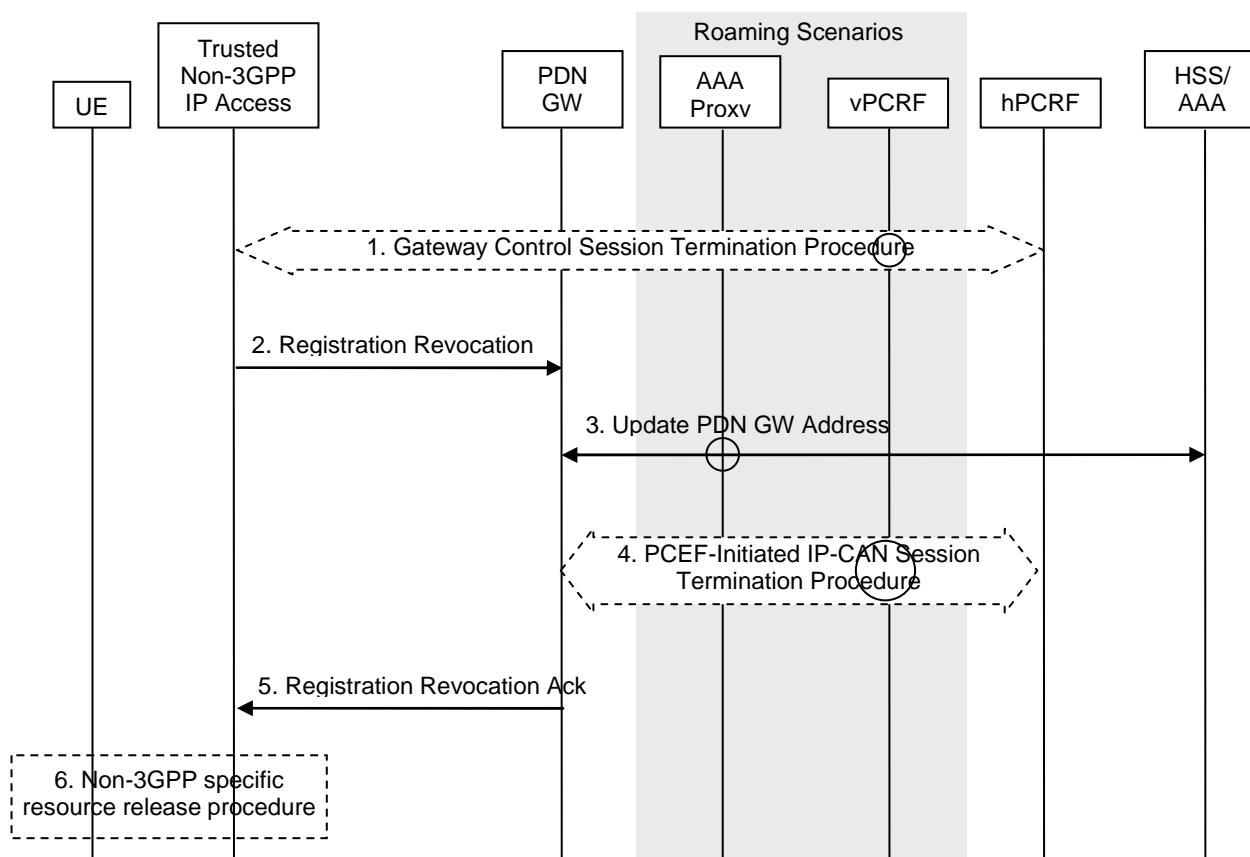 Roaming Scenarios
UE
Trusted
Non-3GPP
IP Access
PDN
GW
AAA
Proxy
vPCRF
hPCRF
HSS/
AAA
1. Gateway Control Session Termination Procedure
2. Registration Revocation
3. Update PDN GW Address
4. PCEF-Initiated IP-CAN Session
Termination Procedure
5. Registration Revocation Ack
6. Non-3GPP specific
resource release procedure